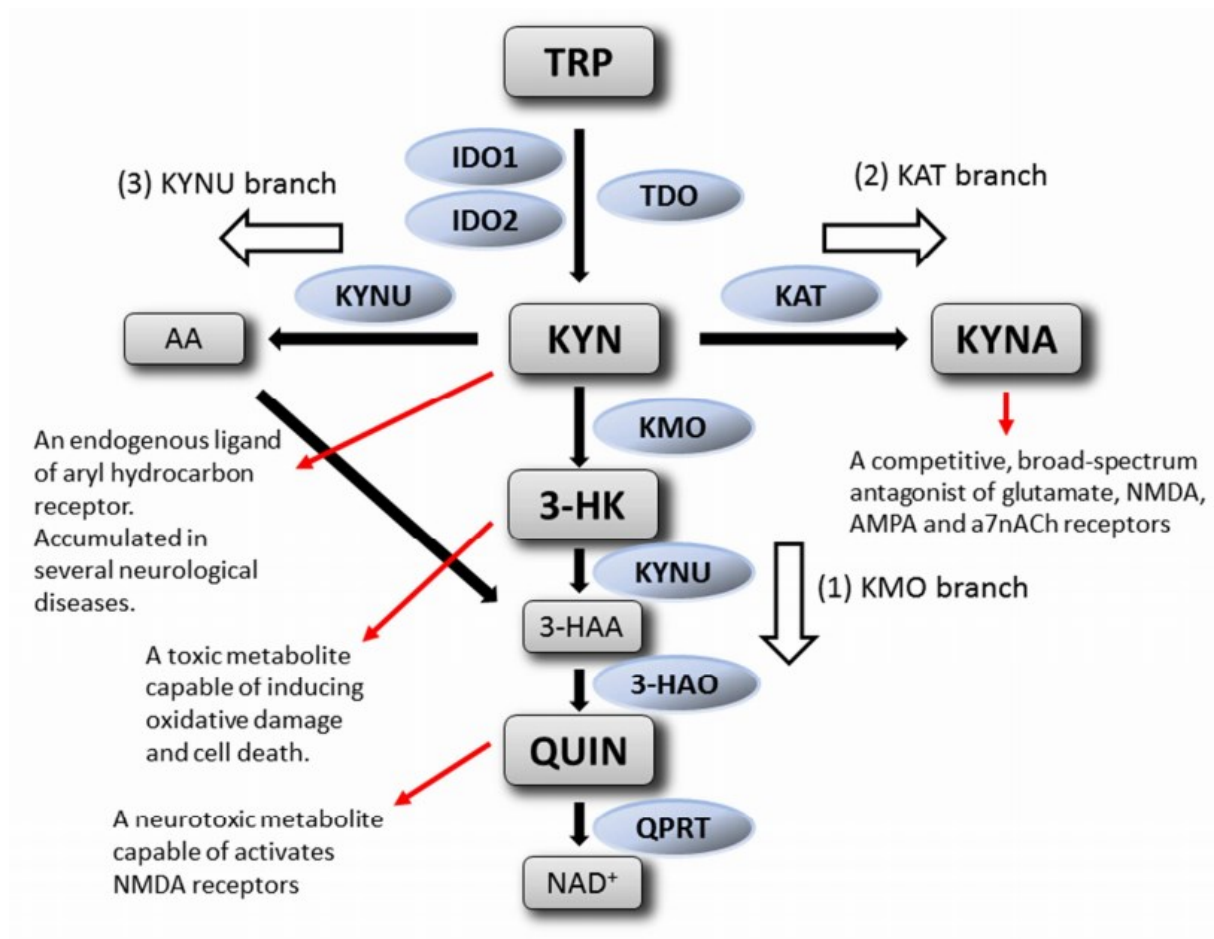 TRP
IDO1
IDO2
TDO
(3) KYNU branch
(2) KAT branch
KYNU
KAT
AA
KYN
KYNA
KMO
An endogenous ligand
of aryl hydrocarbon
receptor.
Accumulated in
several neurological
diseases.
A competitive, broad-spectrum
antagonist of glutamate, NMDA,
AMPA and a7nACh receptors
3-HK
KYNU
(1) KMO branch
3-HAA
A toxic metabolite
capable of inducing
oxidative damage
and cell death.
3-HAO
QUIN
A neurotoxic metabolite
capable of activates
NMDA receptors
QPRT
NAD⁺